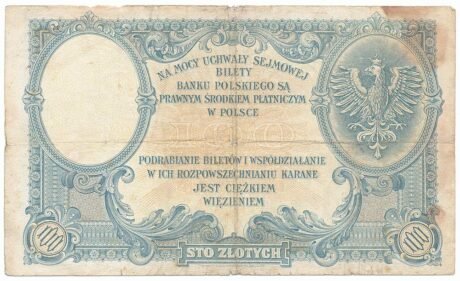 NA MOCY UCHWAŁY SEJMOWEJ
BILETY
BANKU POLSKIEGO SĄ
PRAWNYM ŚRODKIEM PŁATNICZYM
W POLSCE
100
PODRABIANIE BILETÓW I WSPÓŁDZIAŁANIE
W ICH ROZPOWSZECHNIANIU KARANE
JEST CIĘŻKIEM
WIĘZIENIEM
100
STO ZŁOTYCH
100